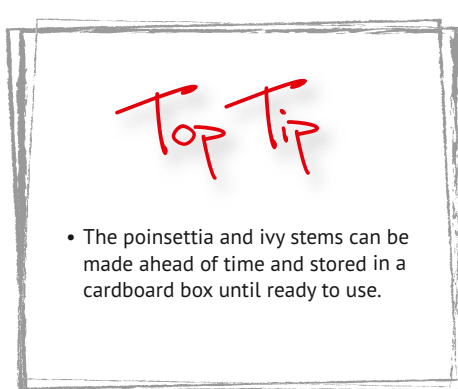 Top Tip
• The poinsettia and ivy stems can be
made ahead of time and stored in a
cardboard box until ready to use.